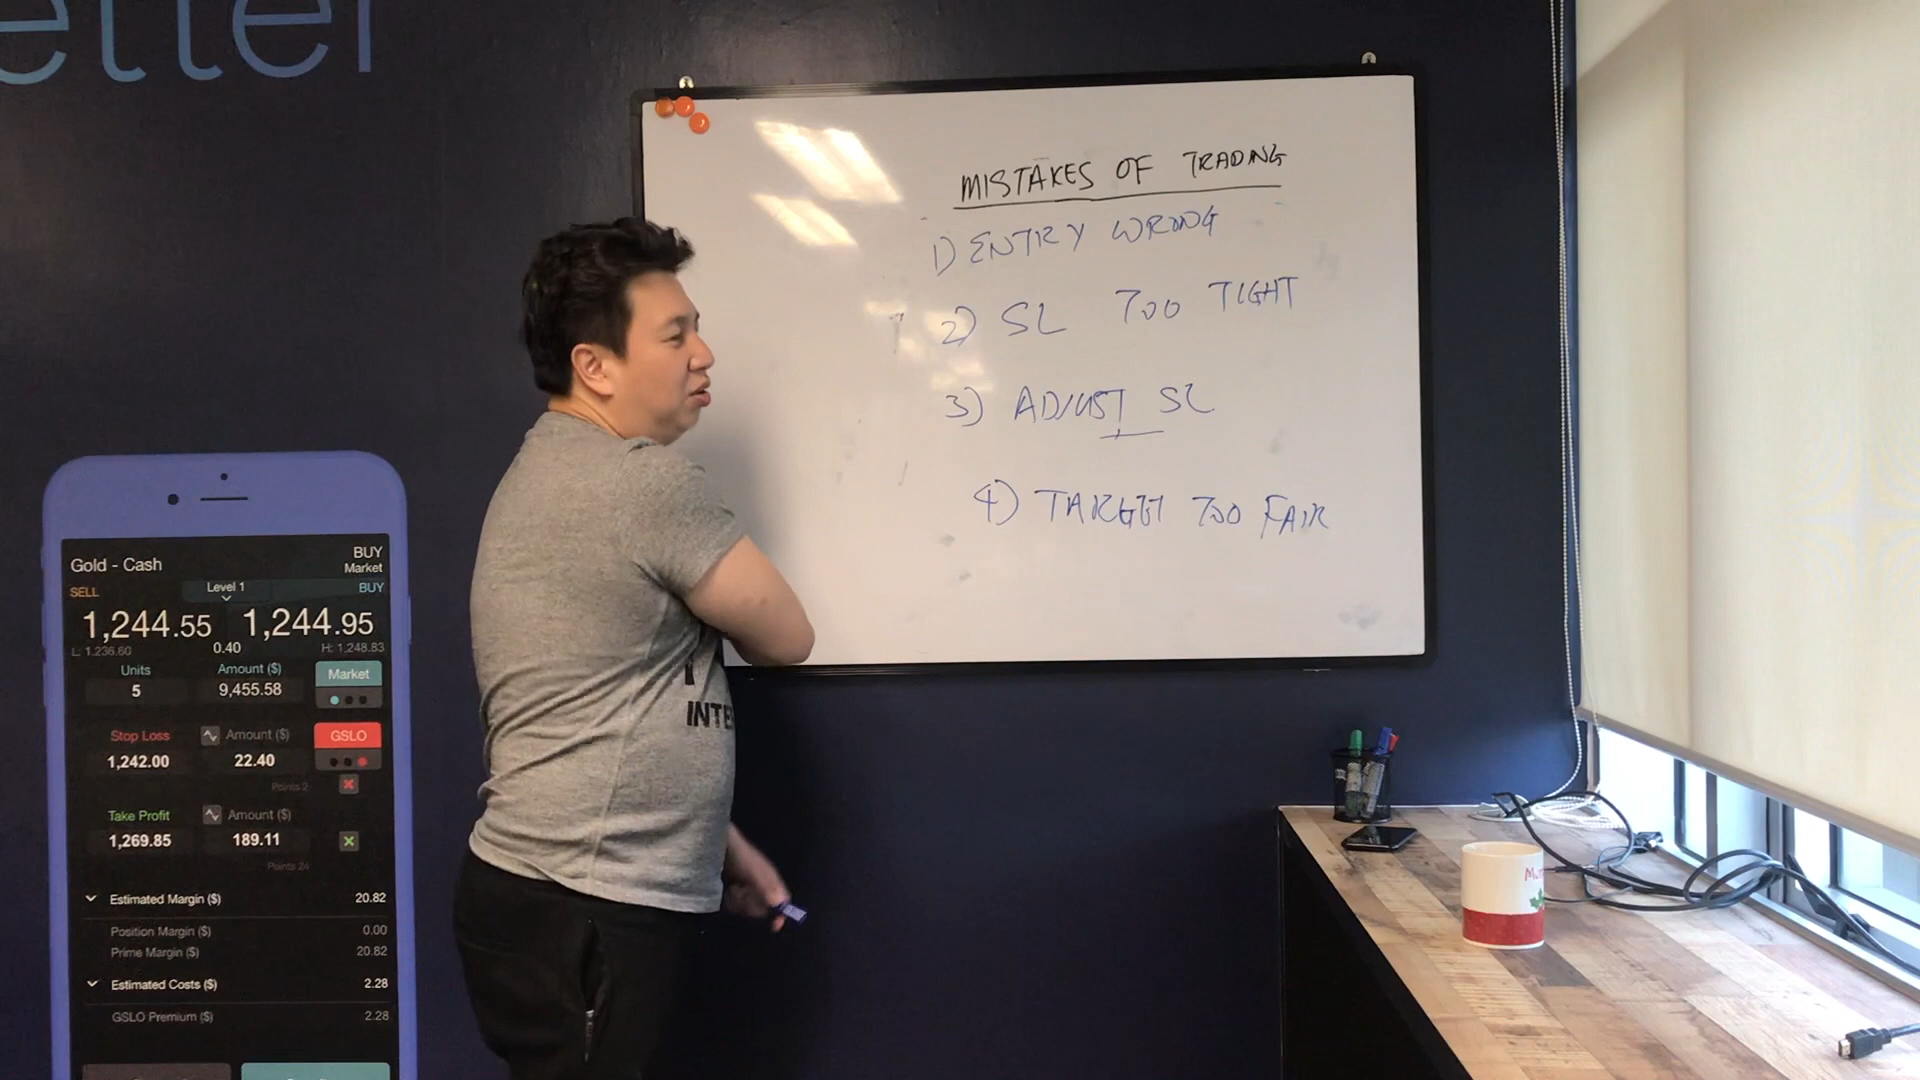 etter
MISTAKES OF TRADING
1) ENTRY WRONG
2) SL TOO TIGHT
3) ADJUST SL
4) TARGET TOO FAIR
Gold - Cash
BUY
Market
SELL
Level 1
BUY
1,244.55
1,244.95
L: 1,236.60
0.40
H: 1,248.83
Units
Amount ($)
Market
5
9,455.58
Stop Loss
Amount ($)
GSLO
1,242.00
22.40
Points 2
Take Profit
Amount ($)
1,269.85
189.11
Points 24
Estimated Margin ($)
20.82
Position Margin ($)
0.00
Prime Margin ($)
20.82
Estimated Costs ($)
2.28
GSLO Premium ($)
2.28
INTE